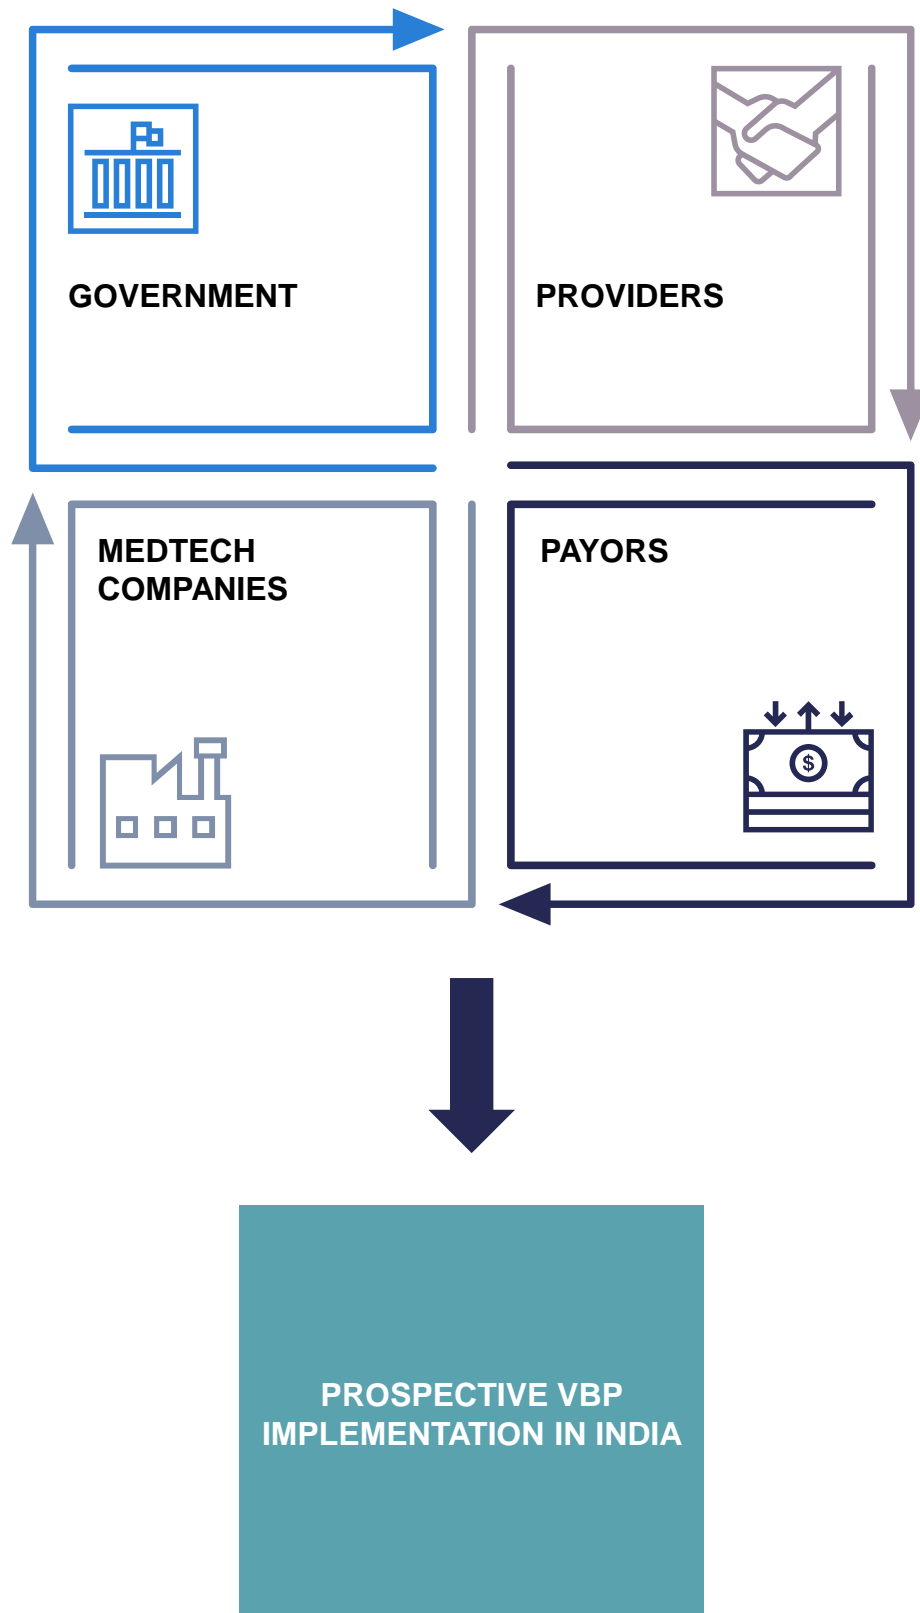 GOVERNMENT
PROVIDERS
MEDTECH
COMPANIES
PAYORS
$
PROSPECTIVE VBP
IMPLEMENTATION IN INDIA